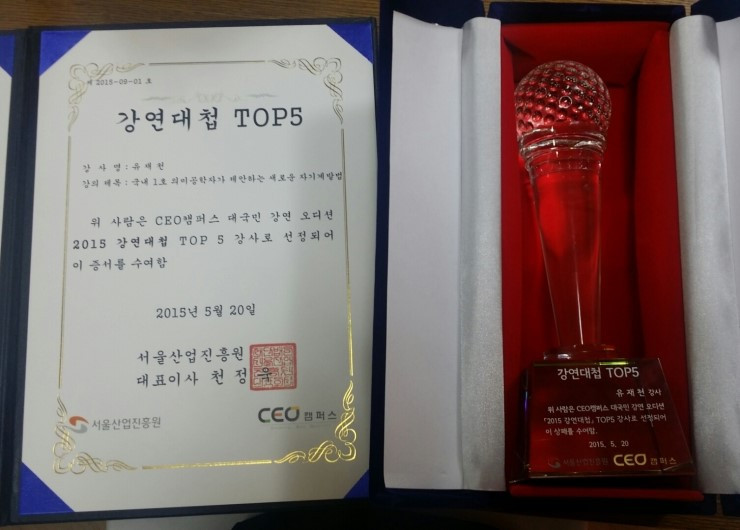 제 2015-09-01 호
강연대첩 TOP5
강 사 명 : 유 재 천
강의 제목 : 국내 1호 의미공학자가 제안하는 새로운 자기계발법
위 사람은 CEO캠퍼스 대국민 강연 오디션
2015 강연대첩 TOP 5 강사로 선정되어
이 증서를 수여함
2015년 5월 20일
서울산업진흥원
대표이사 천 정 욱
서울산업진흥원
CEO 캠퍼스
강연대첩 TOP5
유 재 천 강사
위 사람은 CEO캠퍼스 대국민 강연 오디션
「2015 강연대첩」 TOP5 강사로 선정되어
이 상패를 수여함.
2015. 5. 20
서울산업진흥원 CEO 캠퍼스